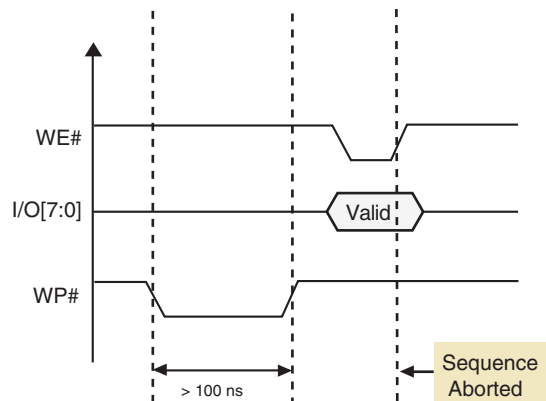 WE#
I/O[7:0]
Valid
WP#
> 100 ns
Sequence
Aborted